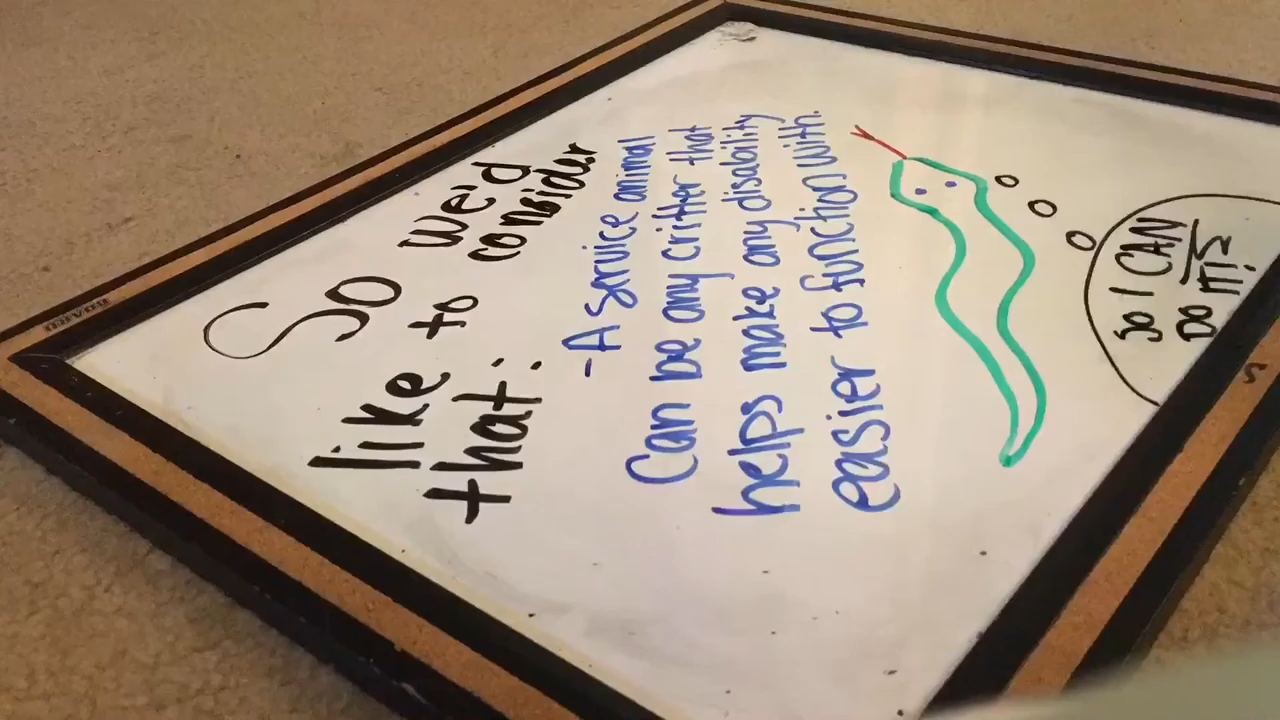 So we'd
like to consider
that:
-A service animal
can be any critter that
helps make any disability
easier to function with.
SO I CAN
DO IT!?